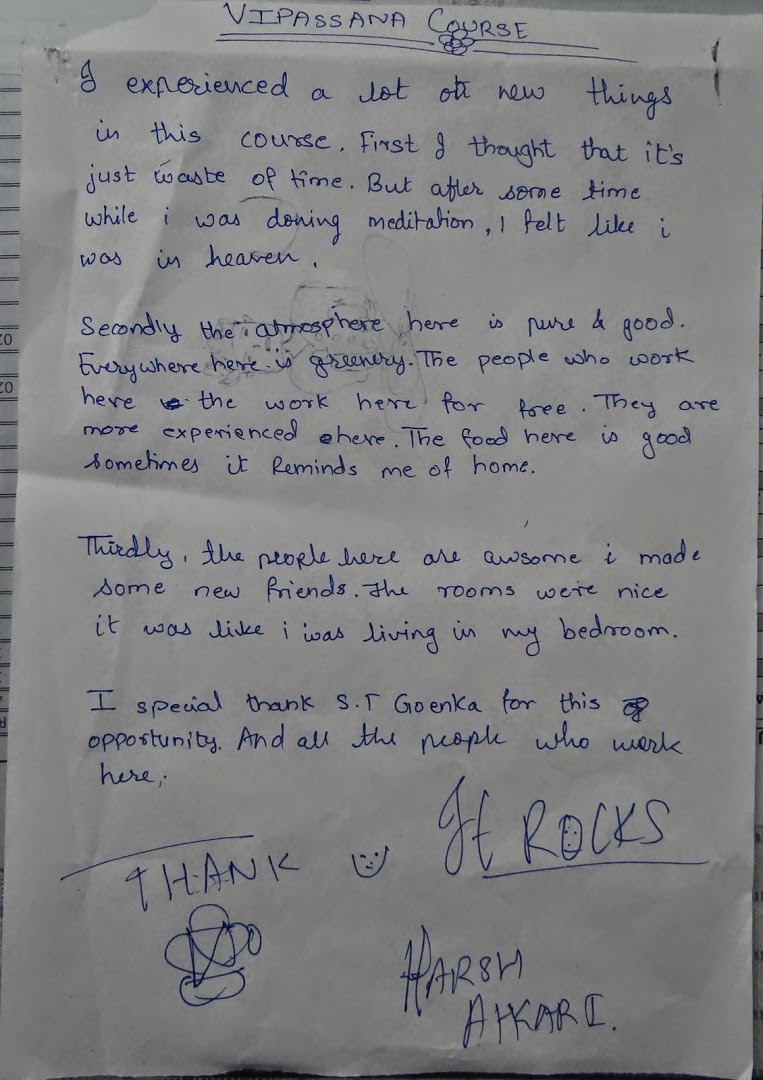 VIPASSANA COURSE
I experienced a lot of new things
in this course. First I thought that it's
just waste of time. But after some time
while i was doning meditation, I felt like i
was in heaven.
Secondly the atmosphere here is pure & good.
Everywhere here is greenery. The people who work
here the work here for free. They are
more experienced here. The food here is good
sometimes it Reminds me of home.
Thirdly, the people here are awsome i made
some new friends. The rooms were nice
it was like i was living in my bedroom.
I special thank S.T Goenka for this
opportunity. And all the people who work
here,.
It ROCKS
THANK
HARSH
ATKARI.